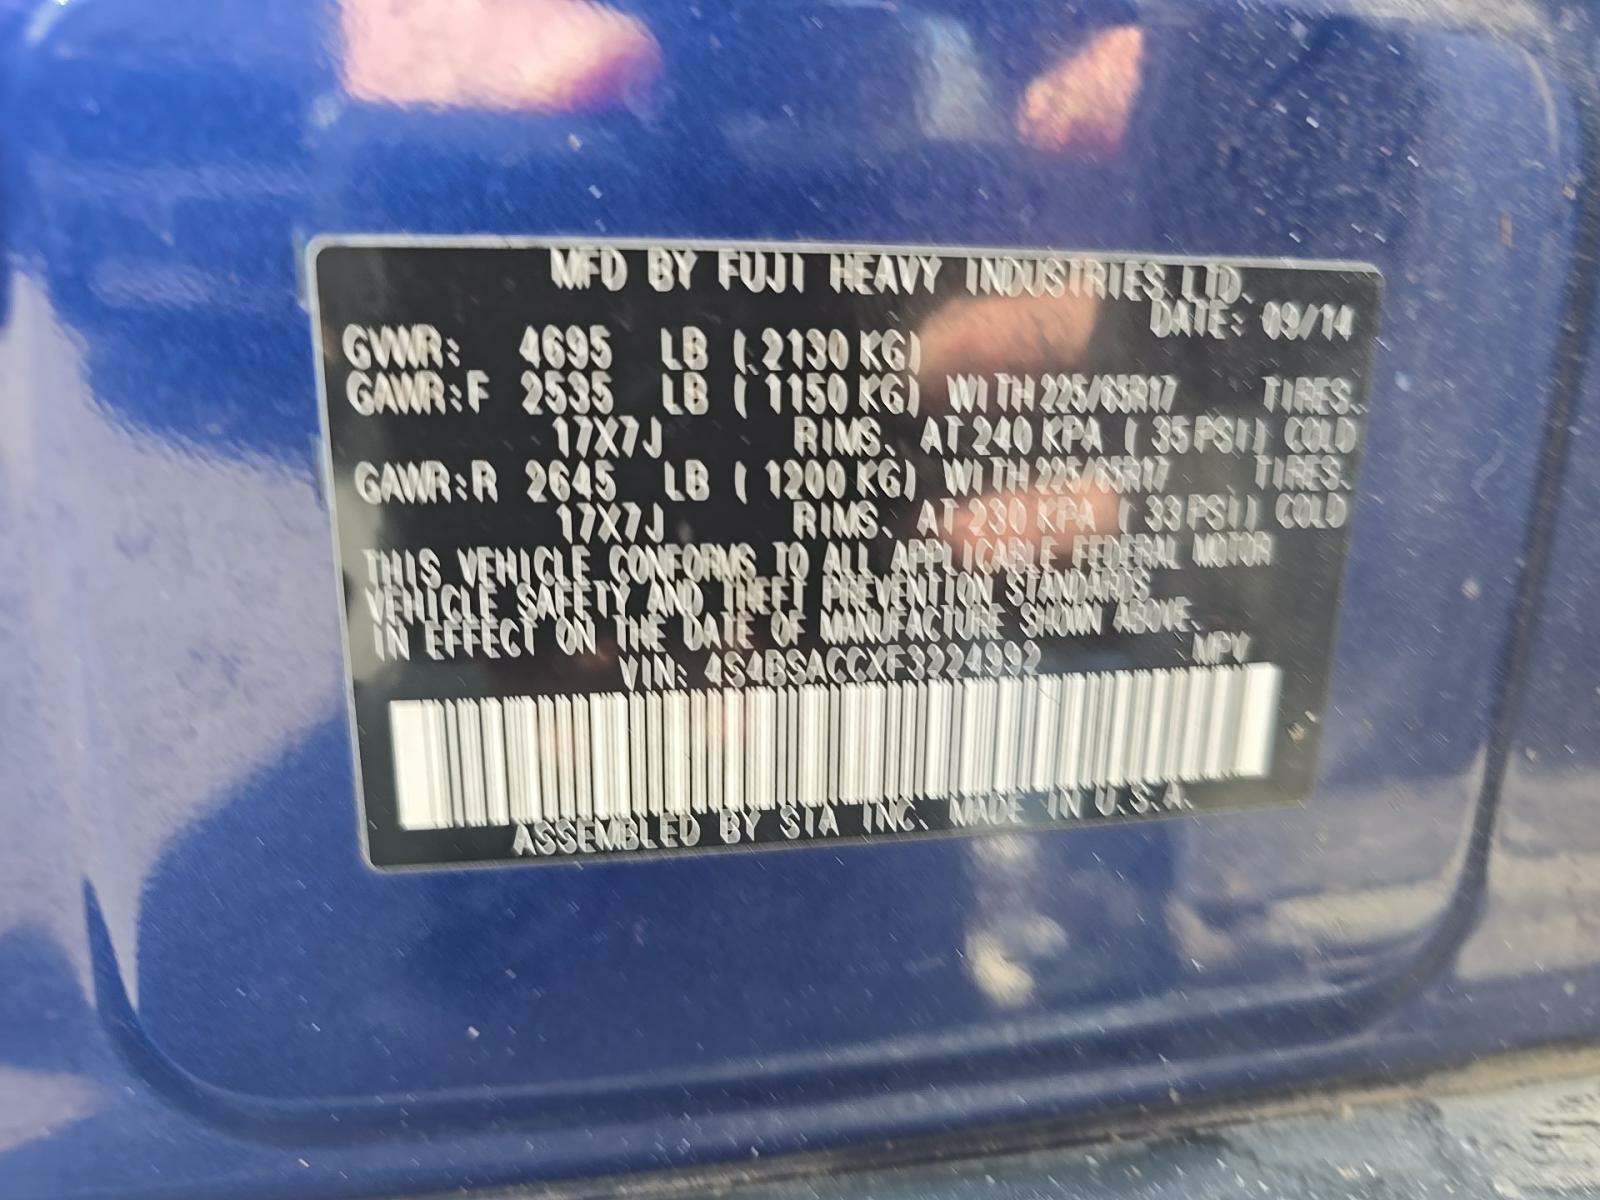 MFD BY FUJI HEAVY INDUSTRIES LTD.
DATE: 09/14
GVWR: 4695 LB ( 2130 KG)
GAWR:F 2535 LB ( 1150 KG) WITH 225/65R17 TIRES.
17X7J RIMS. AT 240 KPA ( 35 PSI) COLD
GAWR:R 2645 LB ( 1200 KG) WITH 225/65R17 TIRES.
17X7J RIMS. AT 230 KPA ( 33 PSI) COLD
THIS VEHICLE CONFORMS TO ALL APPLICABLE FEDERAL MOTOR
VEHICLE SAFETY AND THEFT PREVENTION STANDARDS
IN EFFECT ON THE DATE OF MANUFACTURE SHOWN ABOVE.
VIN: 4S4BSACCXF3224992 MPV
ASSEMBLED BY SIA INC. MADE IN U.S.A.